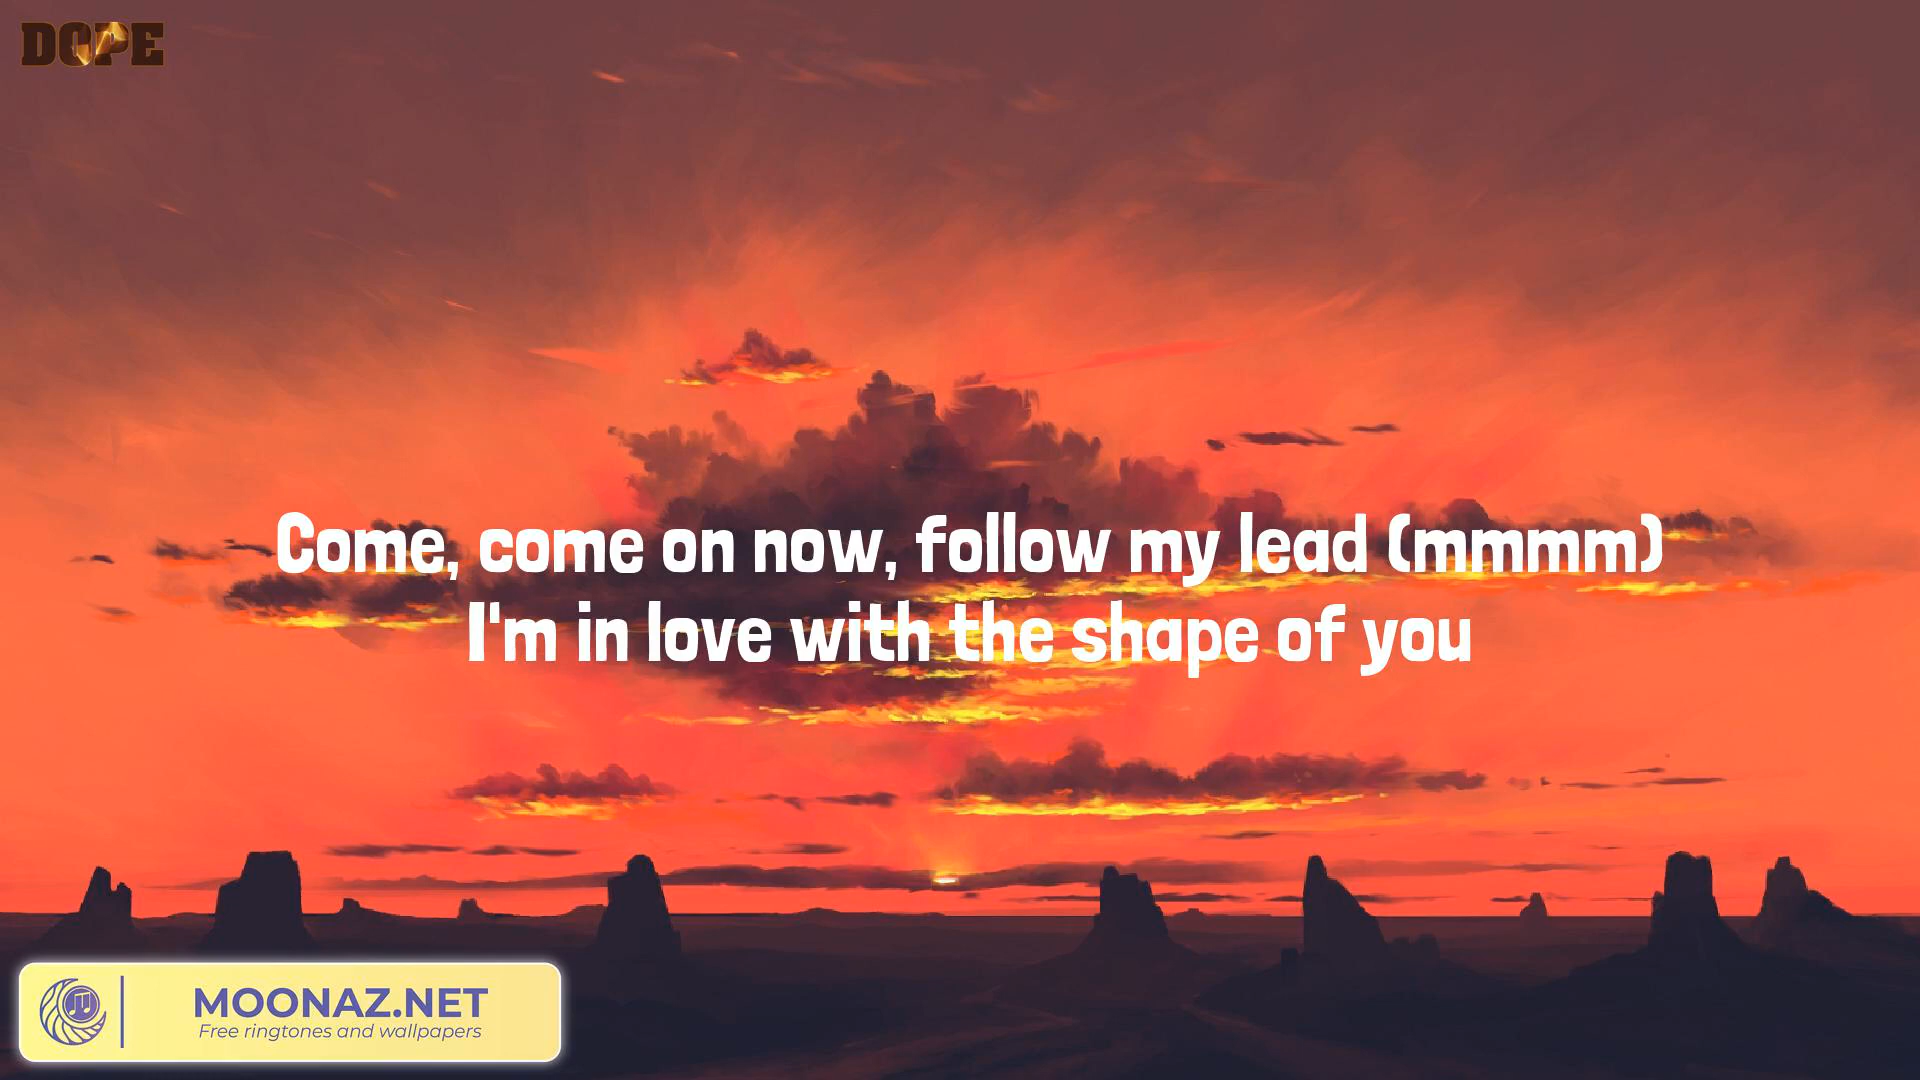 DOPE
Come, come on now, follow my lead (mmmm)
I'm in love with the shape of you
MOONAZ.NET
Free ringtones and wallpapers